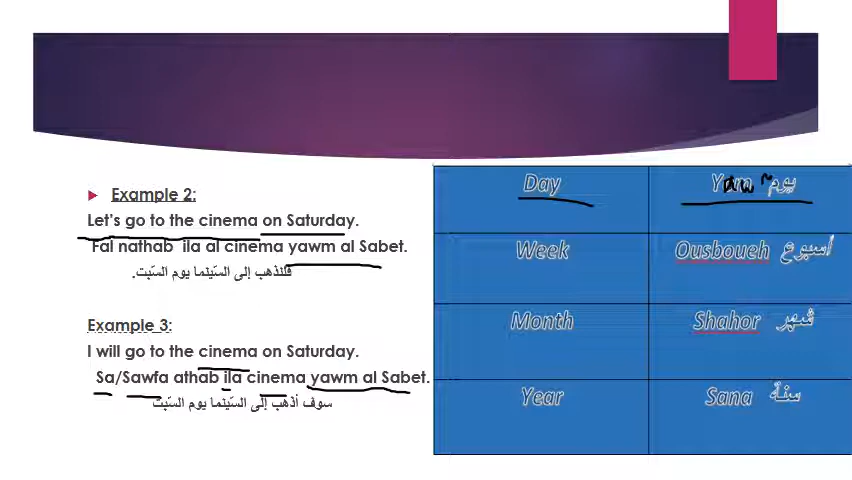 Example 2:
Let's go to the cinema on Saturday.
Fal nathab ila al cinema yawm al Sabet.
فلنذهب إلى السّينما يوم السّبت.
Example 3:
I will go to the cinema on Saturday.
Sa/Sawfa athab ila cinema yawm al Sabet.
سوف أذهب إلى السّينما يوم السّبت
Day يوم
Week Ousboueh أسبوع
Month Shahor شهر
Year Sana سنة